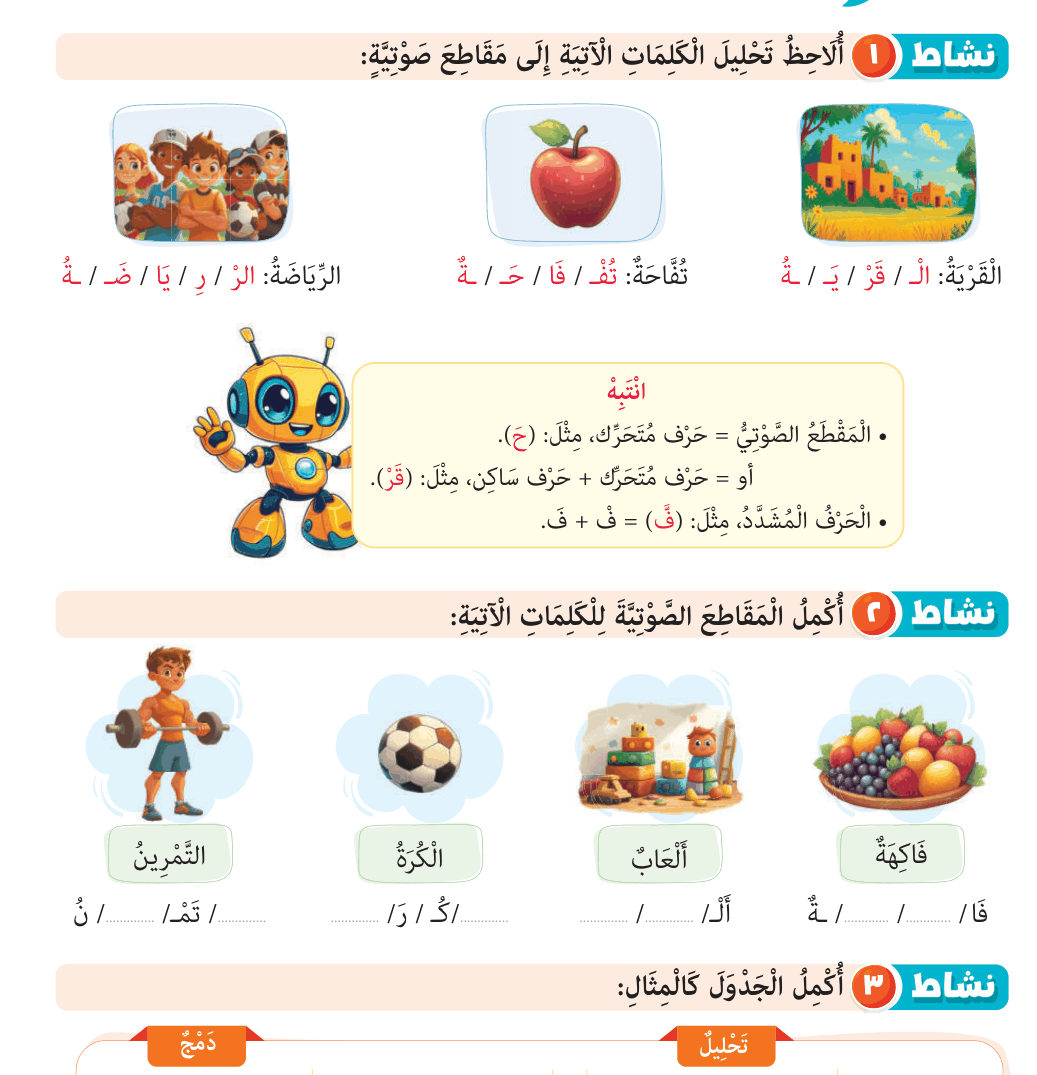 نشاط ١ أُلَاحِظُ تَحْلِيلَ الْكَلِمَاتِ الْآتِيَةِ إِلَى مَقَاطِعَ صَوْتِيَّةٍ:
الْقَرْيَةُ: الْـ / قَرْ / يَـ / ـةُ
تُفَّاحَةٌ: تُفْـ / فَا / حَـ / ـةٌ
الرِّيَاضَةُ: الرْ / رِ / يَا / ضَـ / ـةُ
انْتَبِهْ
• الْمَقْطَعُ الصَّوْتِيُّ = حَرْف مُتَحَرِّك، مِثْلَ: (حَ).
أو = حَرْف مُتَحَرِّك + حَرْف سَاكِن، مِثْلَ: (قَرْ).
• الْحَرْفُ الْمُشَدَّدُ، مِثْلَ: (فَّ) = فْ + فَ.
نشاط ٢ أُكْمِلُ الْمَقَاطِعَ الصَّوْتِيَّةَ لِلْكَلِمَاتِ الْآتِيَةِ:
فَاكِهَةٌ
أَلْعَابٌ
الْكُرَةُ
التَّمْرِينُ
فَا / ........... / ........... / ـةٌ
أَلْـ/ ........... / ...........
........... /كُـ / رَ/ ...........
........... / تَمْـ/ ........... / نُ
نشاط ٣ أُكْمِلُ الْجَدْوَلَ كَالْمِثَالِ:
تَحْلِيلٌ
دَمْجٌ